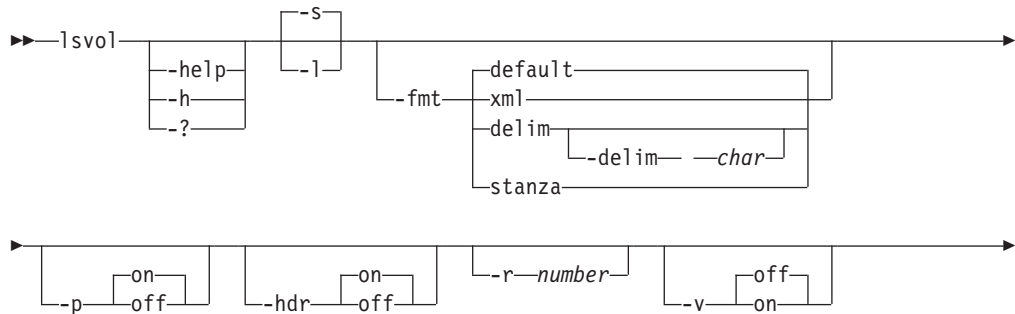 -s
lsvol
-help -l default
-h -fmt xml
-? delim
-delim char
stanza
on on -r number off
-p off -hdr off -v on